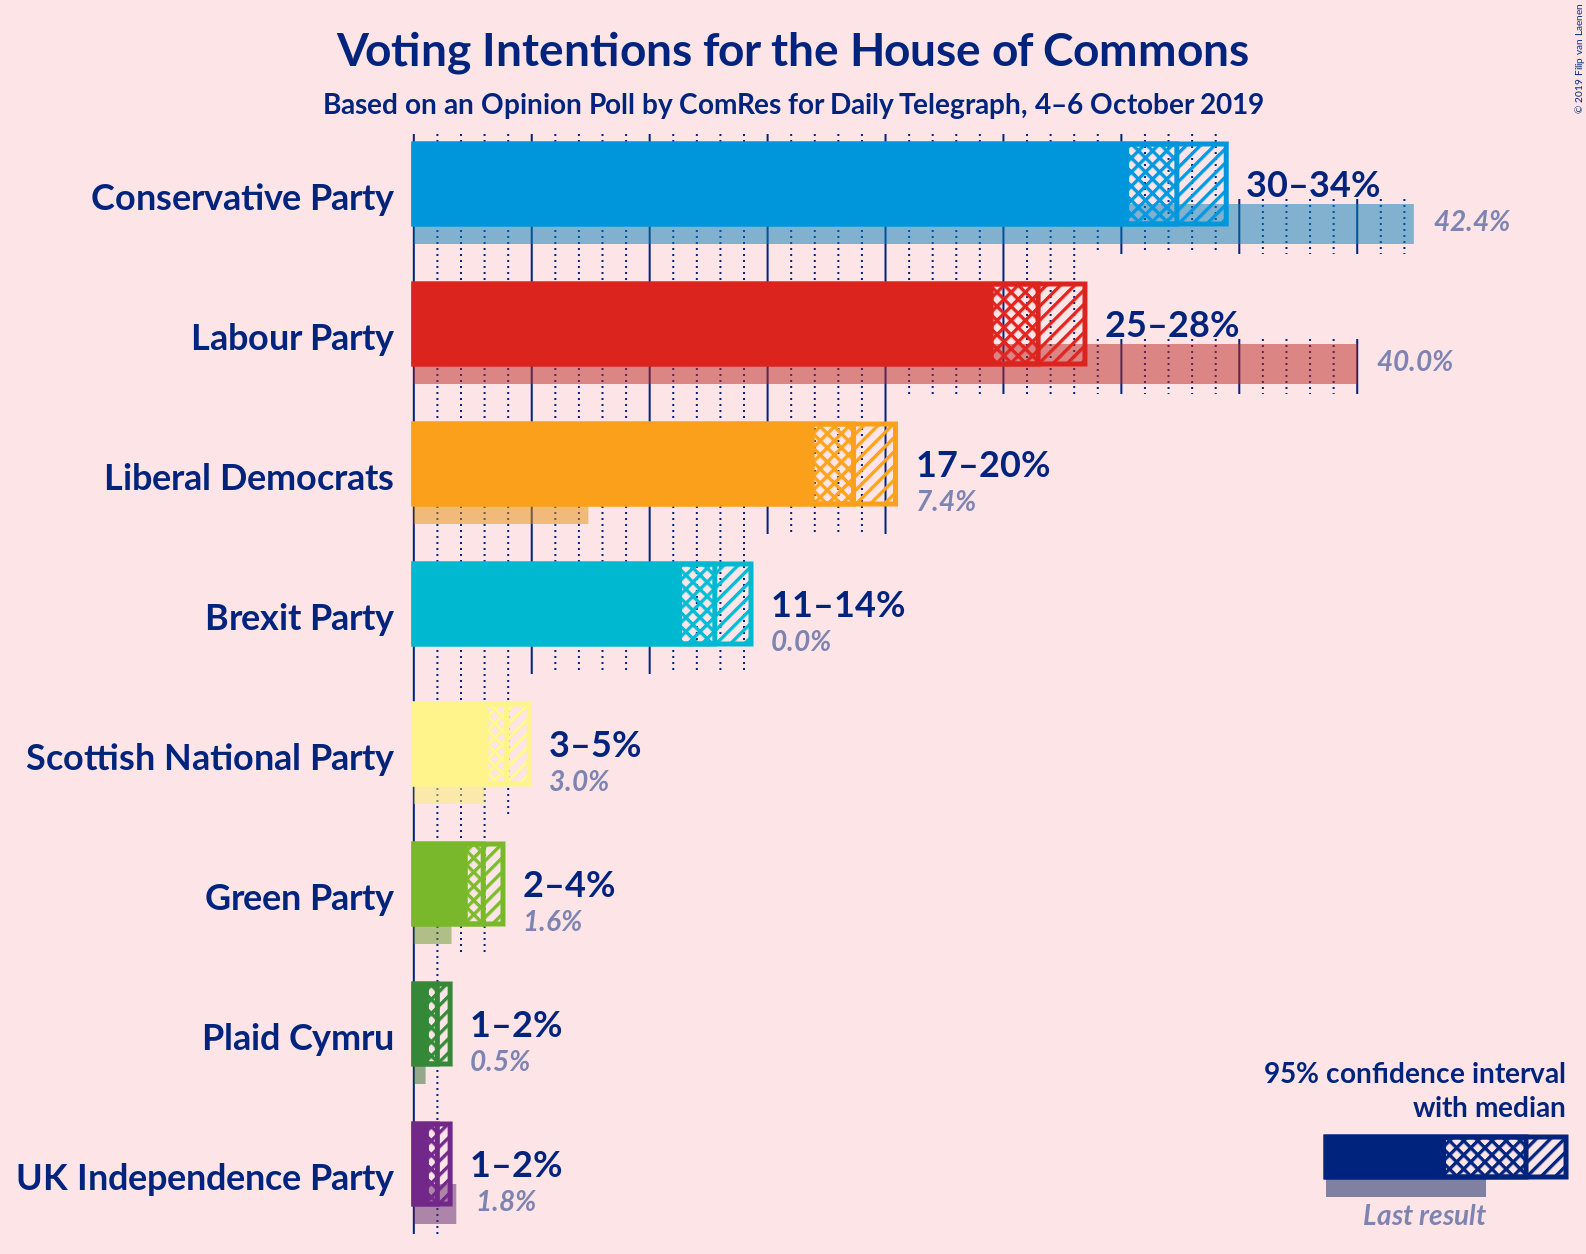 Voting Intentions for the House of Commons
Based on an Opinion Poll by ComRes for Daily Telegraph, 4–6 October 2019
© 2019 Filip van Laenen
Conservative Party
30–34%
42.4%
Labour Party
25–28%
40.0%
Liberal Democrats
17–20%
7.4%
Brexit Party
11–14%
0.0%
Scottish National Party
3–5%
3.0%
Green Party
2–4%
1.6%
Plaid Cymru
1–2%
0.5%
UK Independence Party
1–2%
1.8%
95% confidence interval
with median
Last result